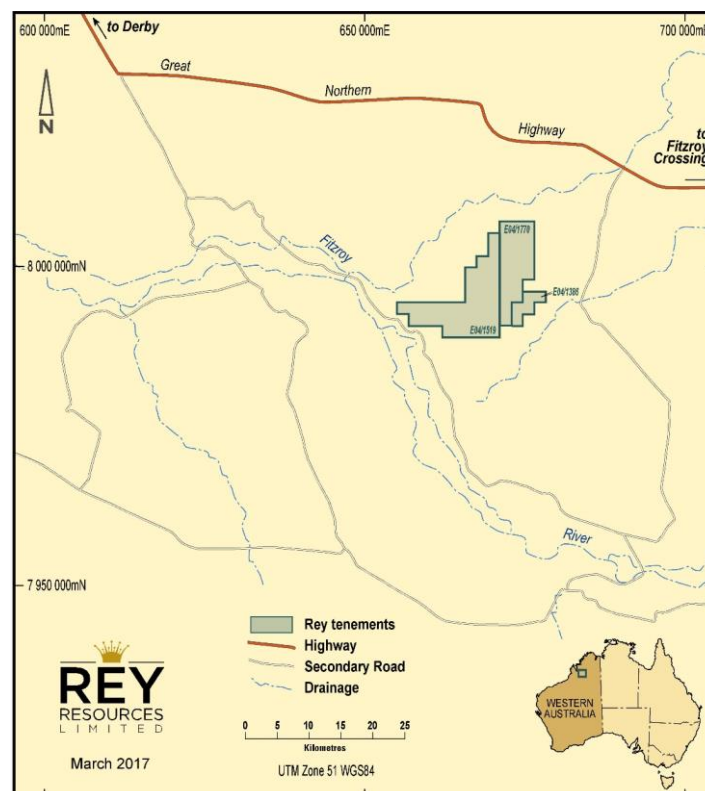 600 000mE
650 000mE
700 000m
to Derby
Great
Northern
Highway
to
Fitzroy
Crossing
N
Fitzroy
E04/1770
8 000 000mN
E04/1386
E04/1519
River
7 950 000mN
Rey tenements
Highway
Secondary Road
Drainage
REY
RESOURCES
LIMITED
March 2017
0 5 10 15 20 25
Kilometres
UTM Zone 51 WGS84
WESTERN
AUSTRALIA